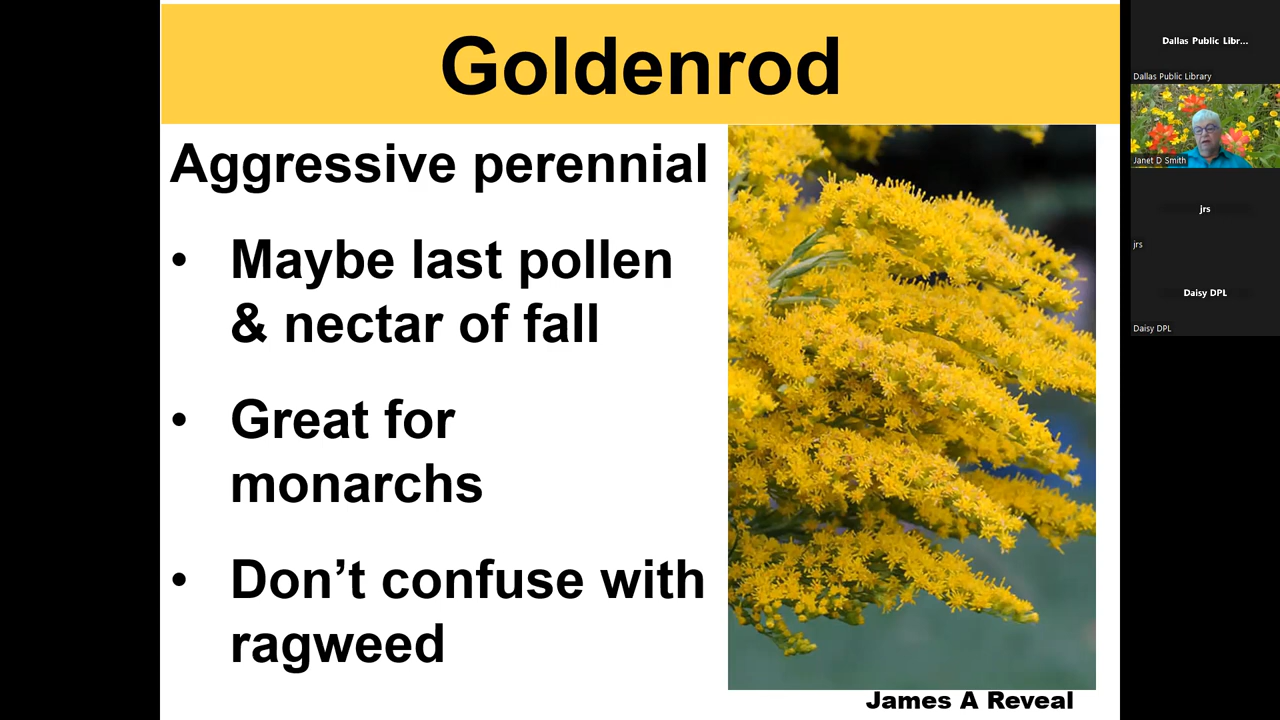 Goldenrod
Aggressive perennial
• Maybe last pollen
& nectar of fall
• Great for
monarchs
• Don’t confuse with
ragweed
James A Reveal
Dallas Public Libr...
Dallas Public Library
Janet D Smith
jrs
jrs
Daisy DPL
Daisy DPL